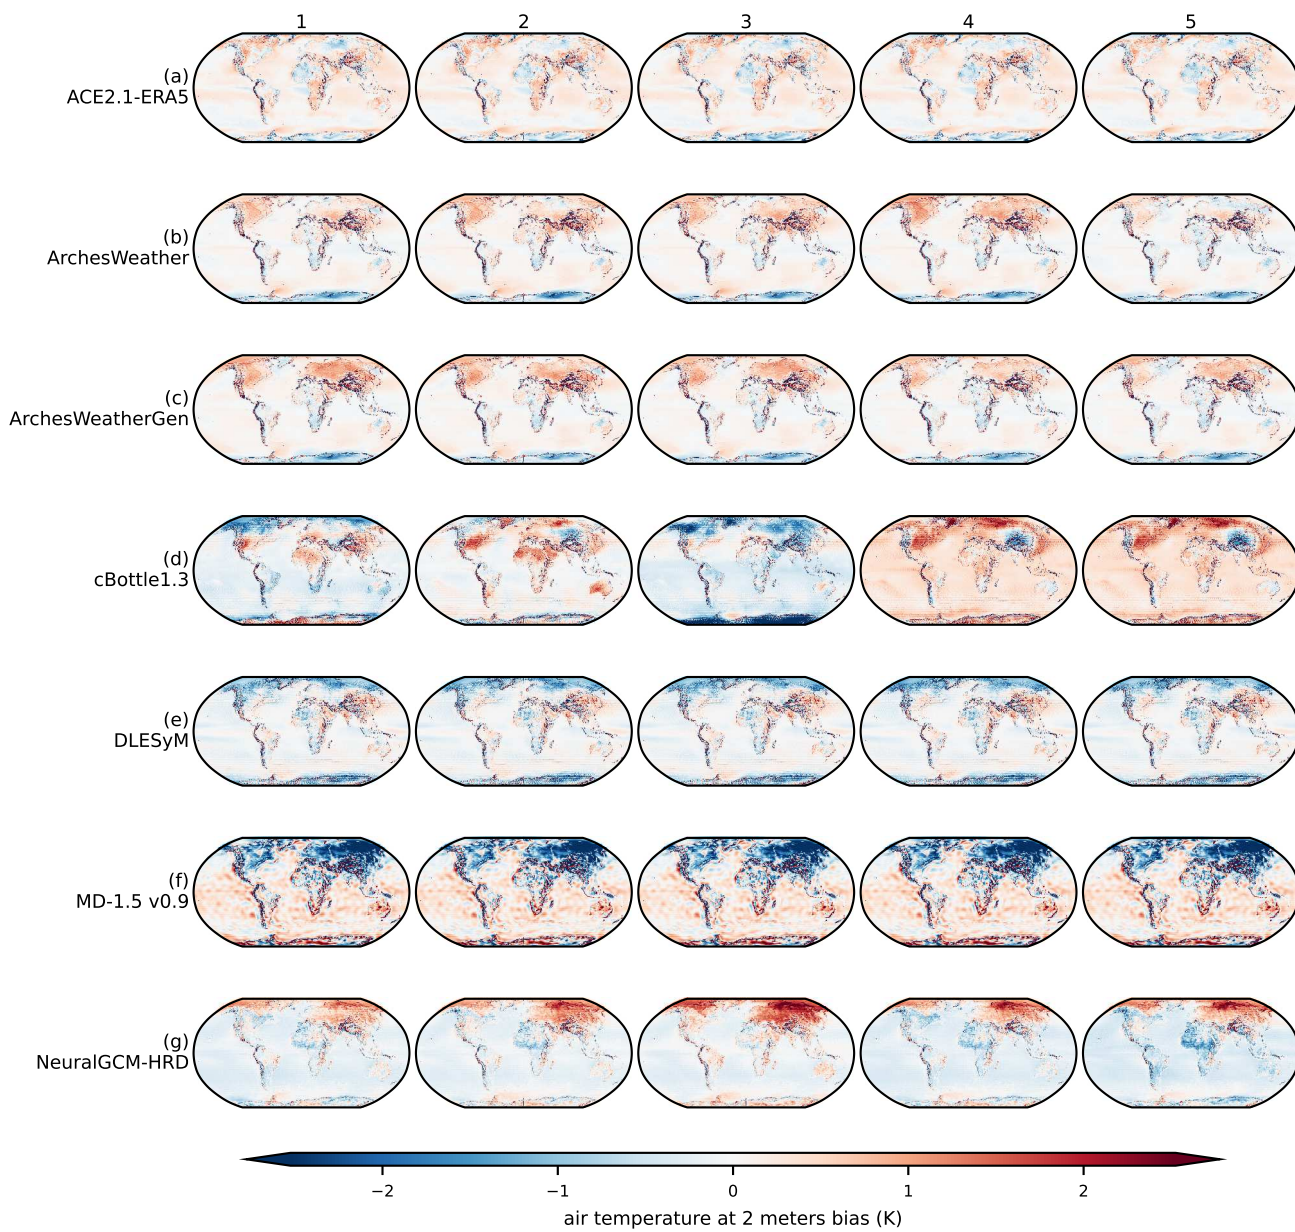 1 2 3 4 5
(a)
ACE2.1-ERA5
(b)
ArchesWeather
(c)
ArchesWeatherGen
(d)
cBottle1.3
(e)
DLESyM
(f)
MD-1.5 v0.9
(g)
NeuralGCM-HRD
−2 −1 0 1 2
air temperature at 2 meters bias (K)